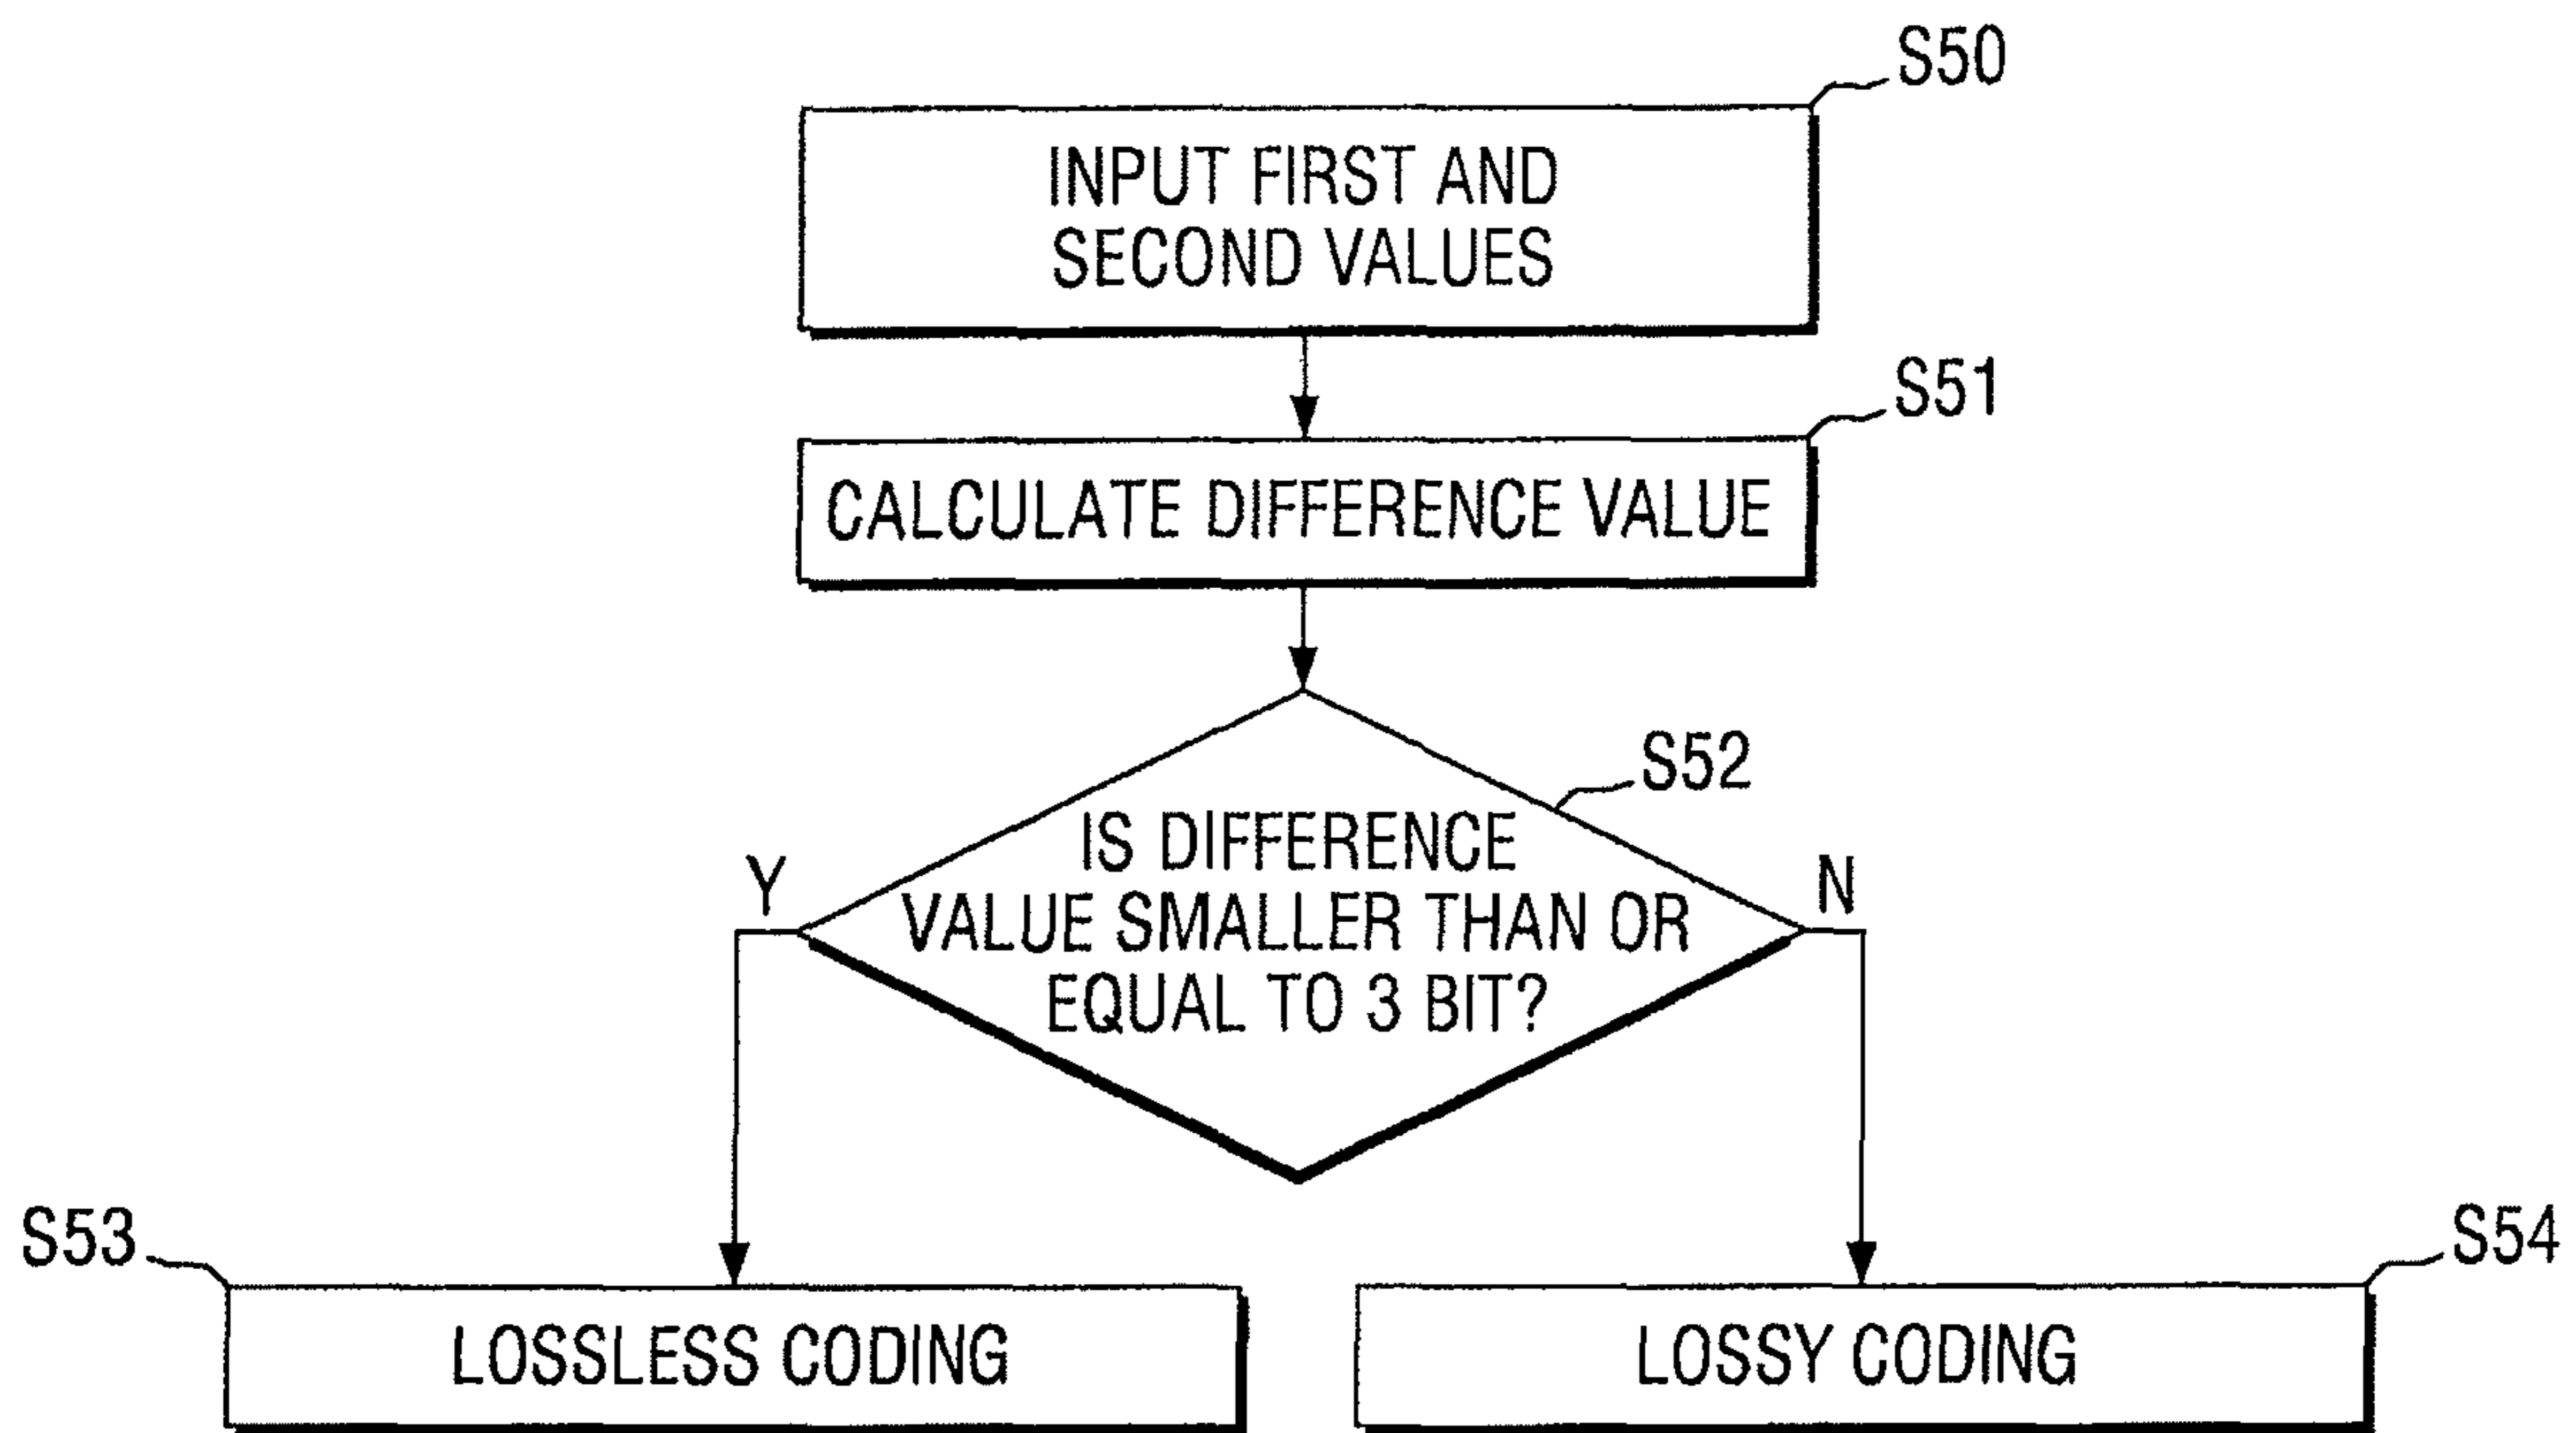 S50
INPUT FIRST AND
SECOND VALUES
S51
CALCULATE DIFFERENCE VALUE
S52
IS DIFFERENCE
VALUE SMALLER THAN OR
EQUAL TO 3 BIT?
Y
N
S53
LOSSLESS CODING
S54
LOSSY CODING